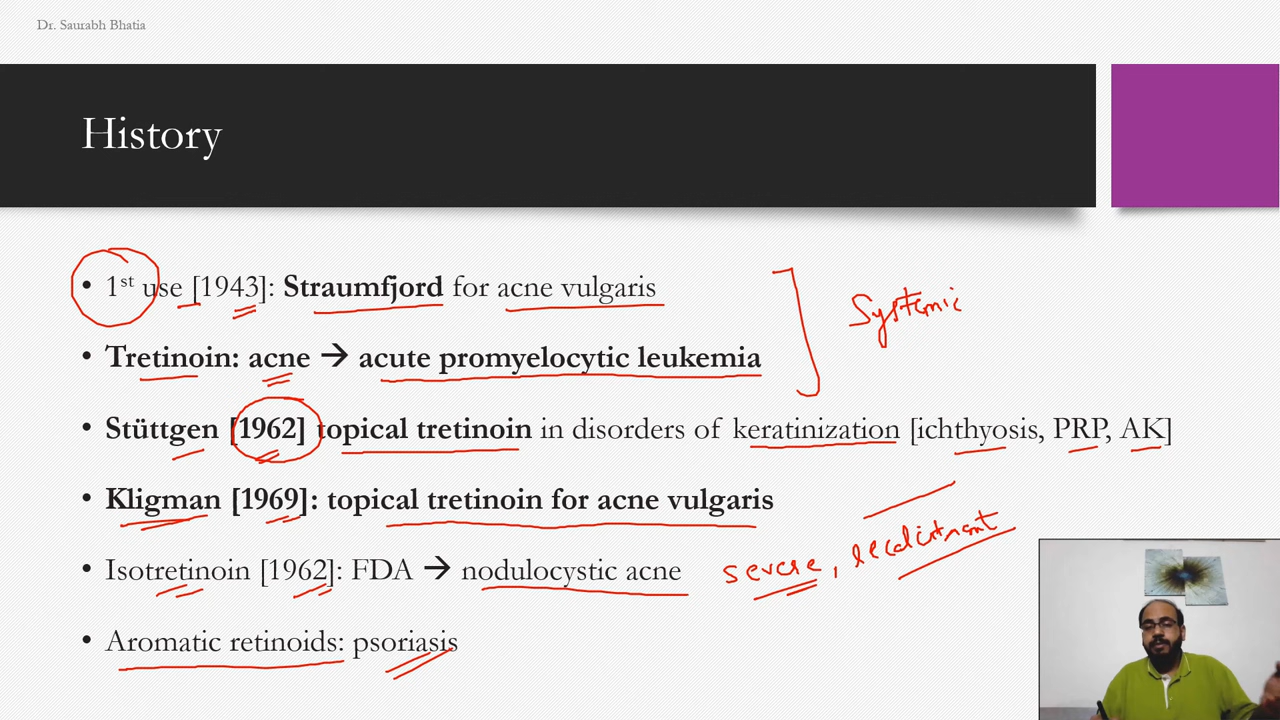 Dr. Saurabh Bhatia
History
• 1st use [1943]: Straumfjord for acne vulgaris
Systemic
• Tretinoin: acne → acute promyelocytic leukemia
• Stüttgen [1962] topical tretinoin in disorders of keratinization [ichthyosis, PRP, AK]
• Kligman [1969]: topical tretinoin for acne vulgaris
• Isotretinoin [1962]: FDA → nodulocystic acne
severe, recalcitrant
• Aromatic retinoids: psoriasis